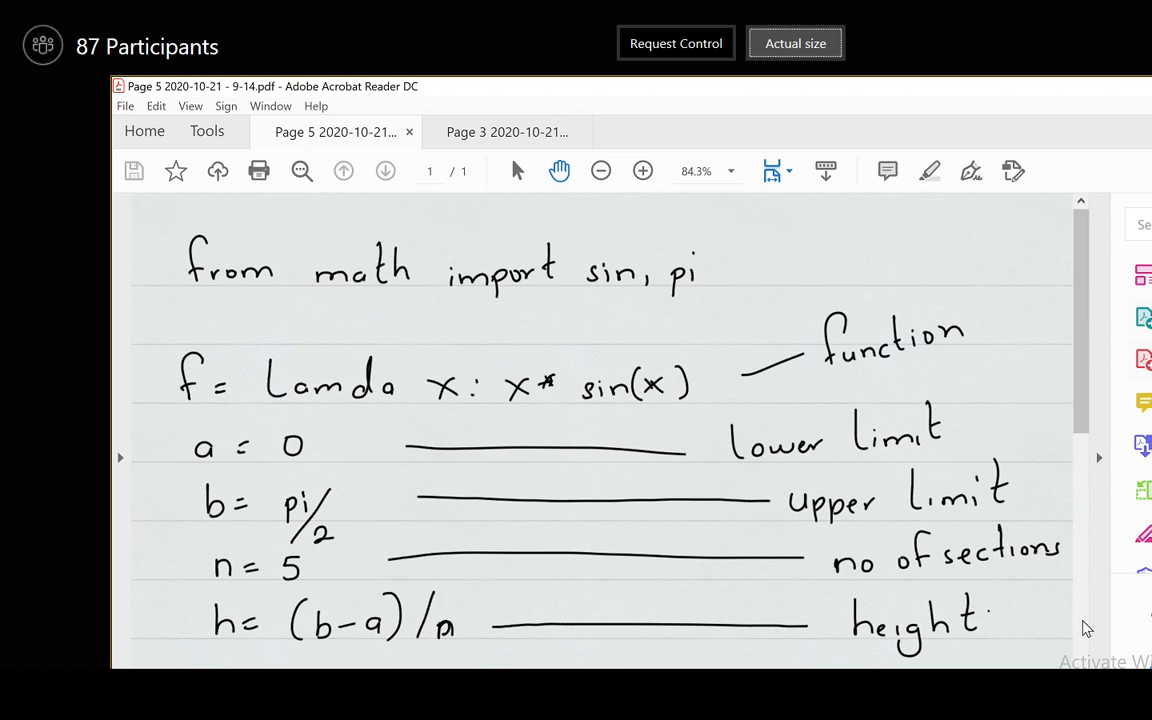 87 Participants
Request Control
Actual size
Page 5 2020-10-21 - 9-14.pdf - Adobe Acrobat Reader DC
File Edit View Sign Window Help
Home Tools Page 5 2020-10-21... × Page 3 2020-10-21...
1 / 1 84.3%
Se
from math import sin, pi
f = Lamda x: x* sin(x) — function
a = 0 — lower limit
b = pi/2 — upper limit
n = 5 — no of sections
h = (b-a)/n — height
Activate Wi